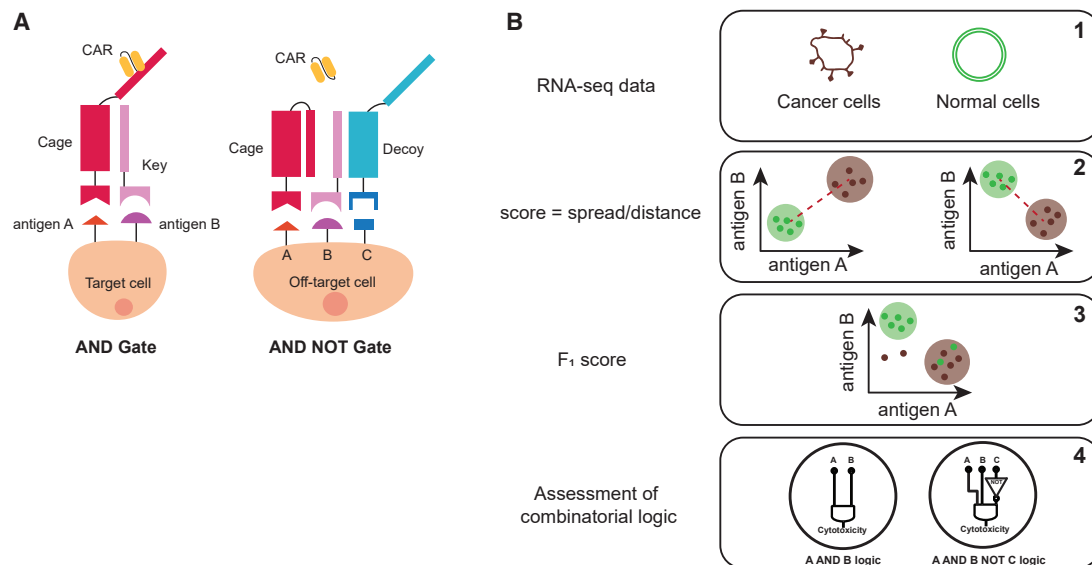 A
CAR
Cage
Key
antigen A
antigen B
Target cell
AND Gate
CAR
Cage
Decoy
A
B
C
Off-target cell
AND NOT Gate
B
RNA-seq data
1
Cancer cells
Normal cells
score = spread/distance
2
antigen B
antigen A
antigen B
antigen A
F₁ score
3
antigen B
antigen A
Assessment of
combinatorial logic
4
A B
Cytotoxicity
A AND B logic
A B C
NOT
Cytotoxicity
A AND B NOT C logic